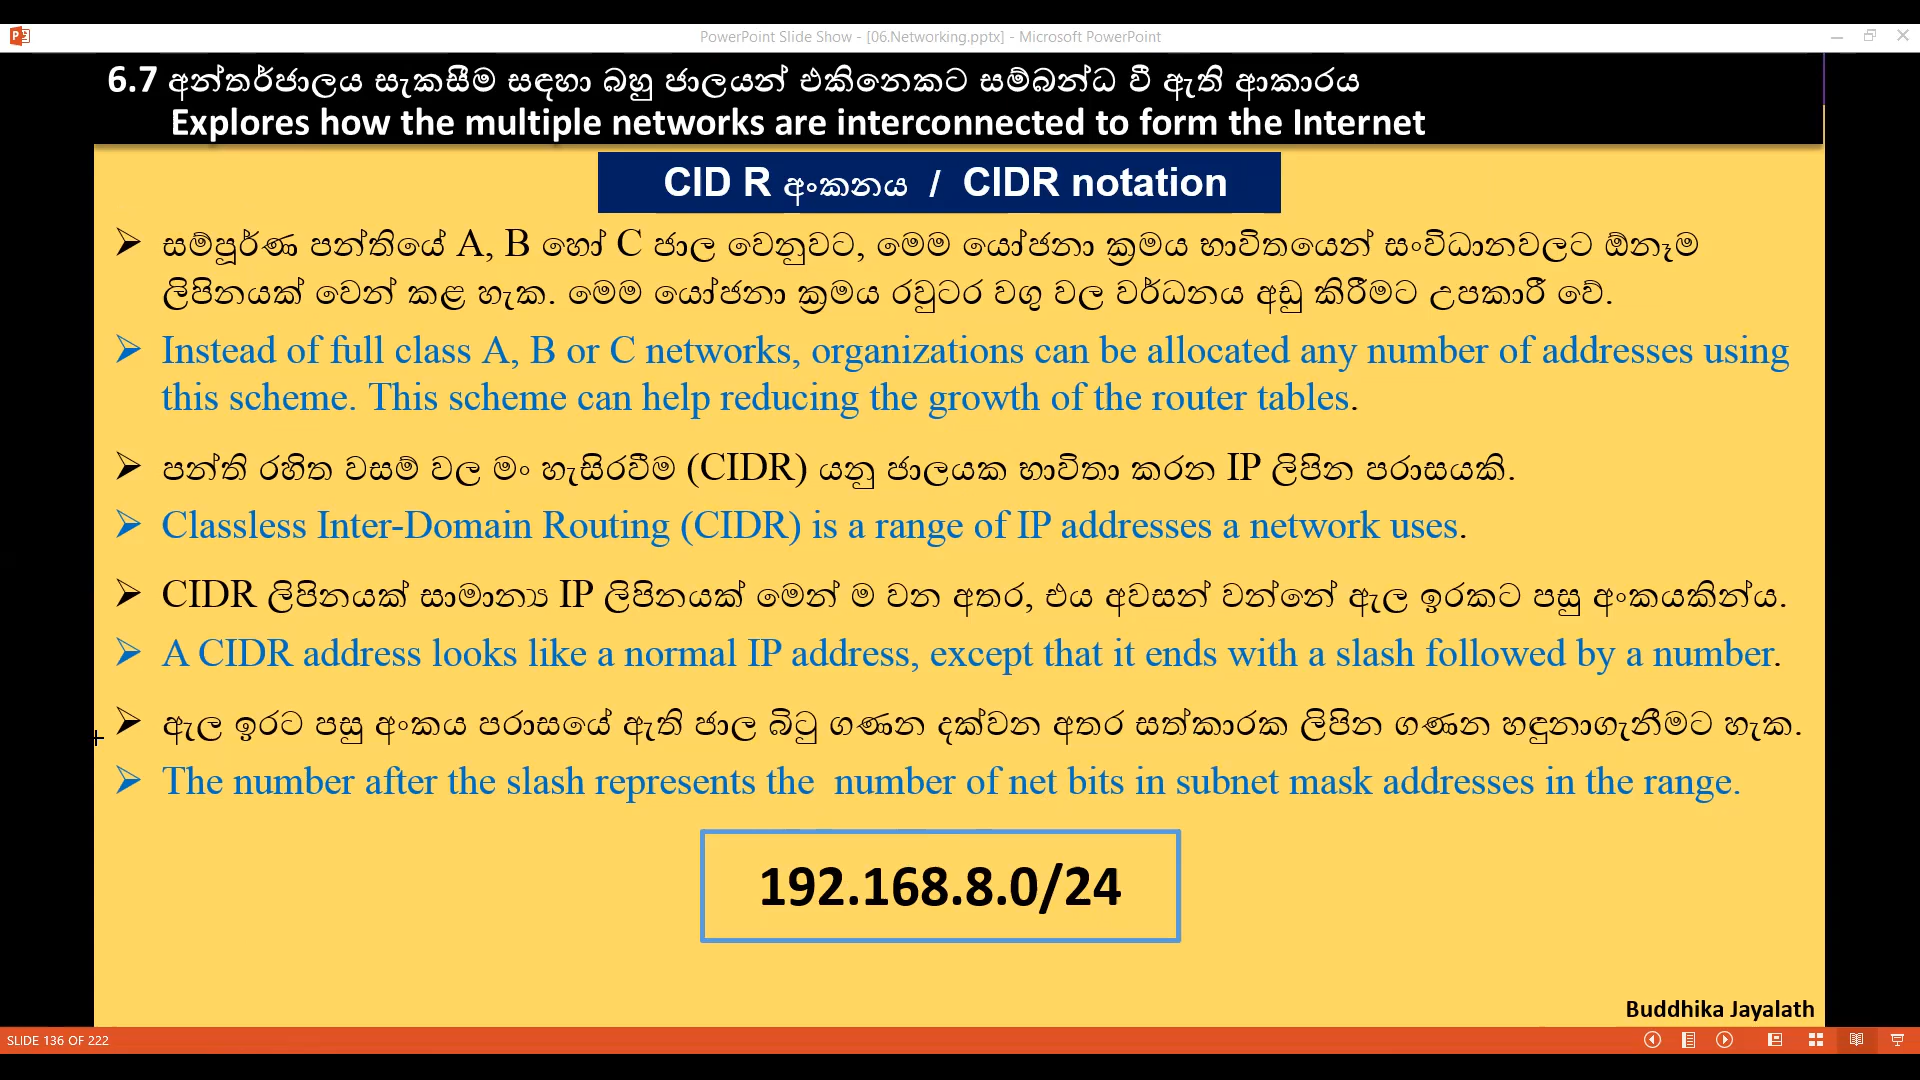 PowerPoint Slide Show - [06.Networking.pptx] - Microsoft PowerPoint
6.7 අන්තර්ජාලය සැකසීම සඳහා බහු ජාලයන් එකිනෙකට සම්බන්ධ වී ඇති ආකාරය
Explores how the multiple networks are interconnected to form the Internet
CID R අංකනය / CIDR notation
➢ සම්පූර්ණ පන්තියේ A, B හෝ C ජාල වෙනුවට, මෙම යෝජනා ක්‍රමය භාවිතයෙන් සංවිධානවලට ඕනෑම
ලිපිනයක් වෙන් කළ හැක. මෙම යෝජනා ක්‍රමය රවුටර වගු වල වර්ධනය අඩු කිරීමට උපකාරී වේ.
➢ Instead of full class A, B or C networks, organizations can be allocated any number of addresses using
this scheme. This scheme can help reducing the growth of the router tables.
➢ පන්ති රහිත වසම් වල මං හැසිරවීම (CIDR) යනු ජාලයක භාවිතා කරන IP ලිපින පරාසයකි.
➢ Classless Inter-Domain Routing (CIDR) is a range of IP addresses a network uses.
➢ CIDR ලිපිනයක් සාමාන්‍ය IP ලිපිනයක් මෙන් ම වන අතර, එය අවසන් වන්නේ ඇල ඉරකට පසු අංකයකින්ය.
➢ A CIDR address looks like a normal IP address, except that it ends with a slash followed by a number.
➢ ඇල ඉරට පසු අංකය පරාසයේ ඇති ජාල බිටු ගණන දක්වන අතර සත්කාරක ලිපින ගණන හඳුනාගැනීමට හැක.
➢ The number after the slash represents the number of net bits in subnet mask addresses in the range.
192.168.8.0/24
Buddhika Jayalath
SLIDE 136 OF 222